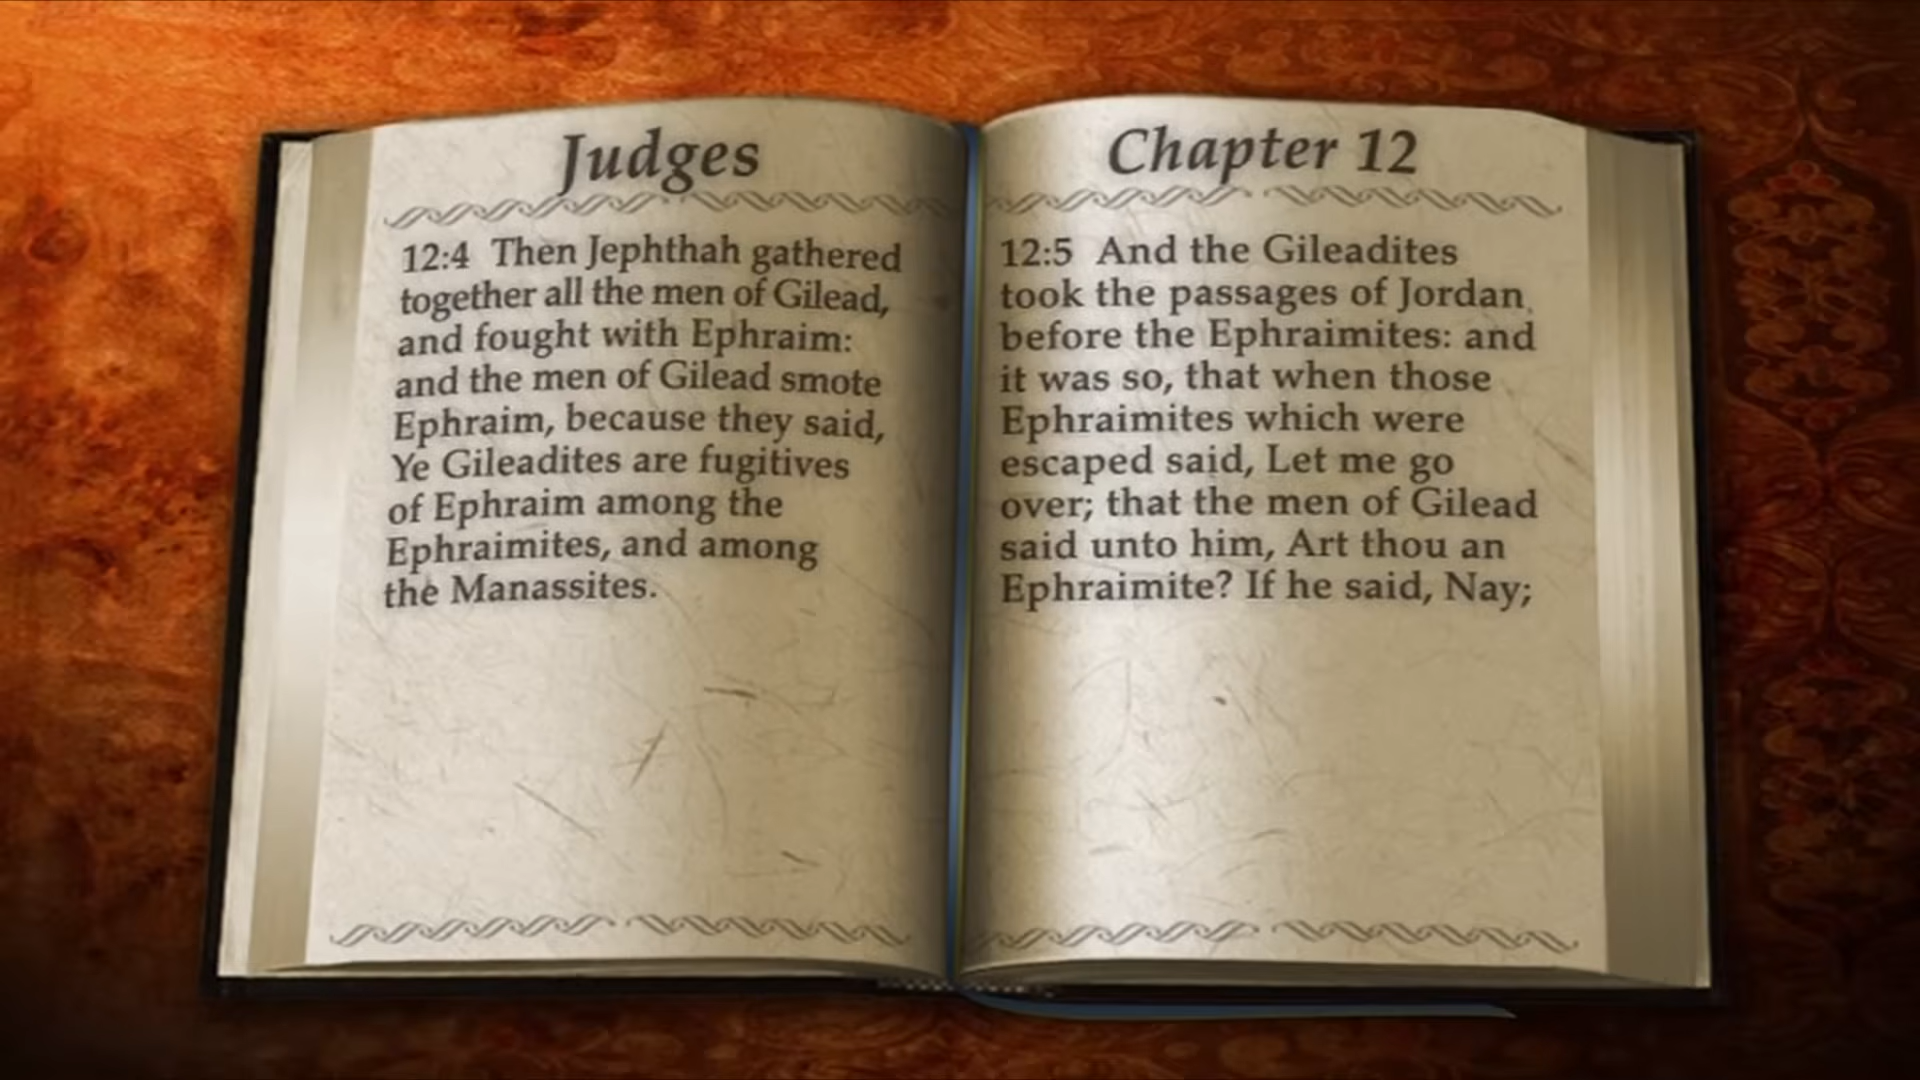 Judges
12:4 Then Jephthah gathered
together all the men of Gilead,
and fought with Ephraim:
and the men of Gilead smote
Ephraim, because they said,
Ye Gileadites are fugitives
of Ephraim among the
Ephraimites, and among
the Manassites.
Chapter 12
12:5 And the Gileadites
took the passages of Jordan
before the Ephraimites: and
it was so, that when those
Ephraimites which were
escaped said, Let me go
over; that the men of Gilead
said unto him, Art thou an
Ephraimite? If he said, Nay;